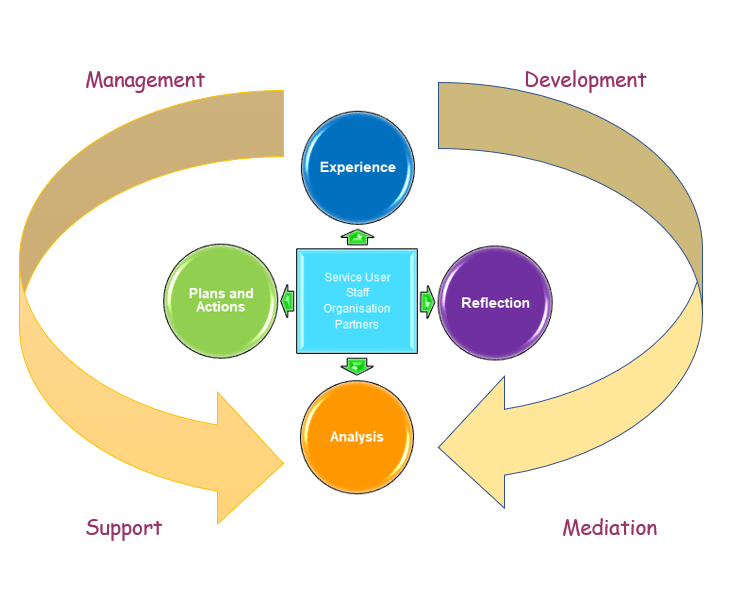 Management
Development
Experience
Plans and
Actions
Service User
Staff
Organisation
Partners
Reflection
Analysis
Support
Mediation